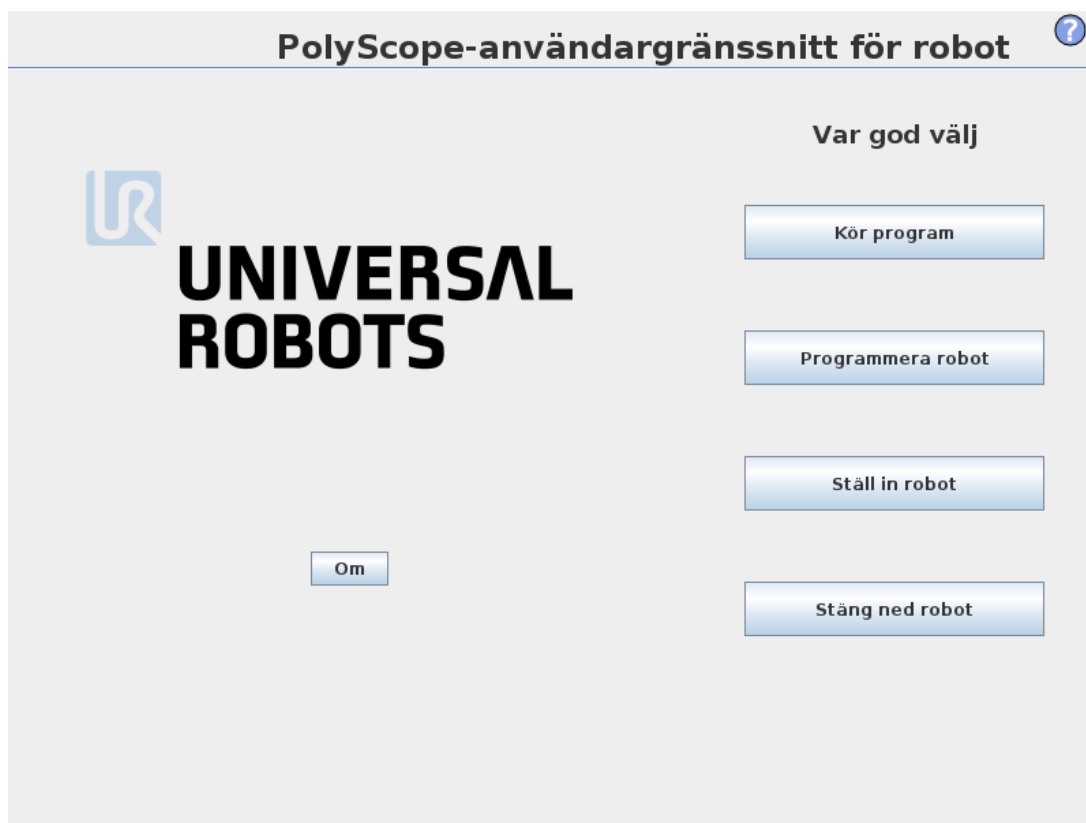 PolyScope-användargränssnitt för robot
?
Var god välj
UR
UNIVERSAL
ROBOTS
Kör program
Programmera robot
Ställ in robot
Om
Stäng ned robot